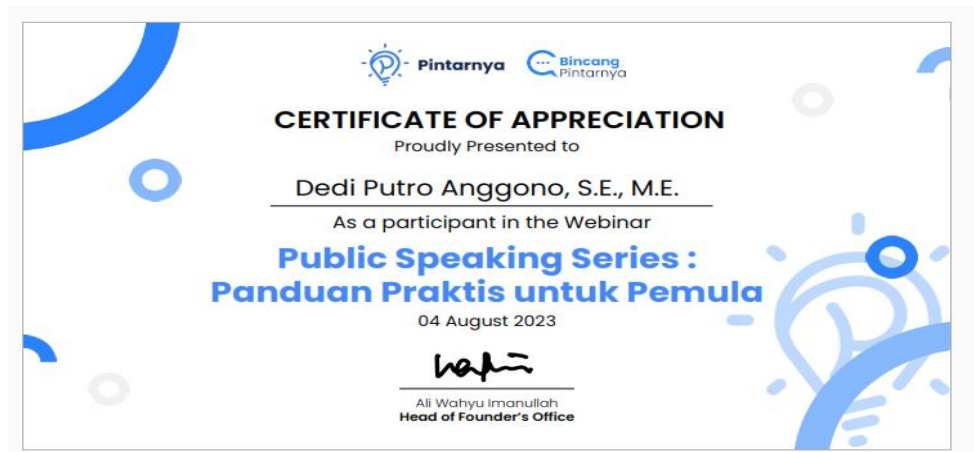 Pintarnya
Bincang
Pintarnya
CERTIFICATE OF APPRECIATION
Proudly Presented to
Dedi Putro Anggono, S.E., M.E.
As a participant in the Webinar
Public Speaking Series :
Panduan Praktis untuk Pemula
04 August 2023
Ali Wahyu Imanullah
Head of Founder's Office